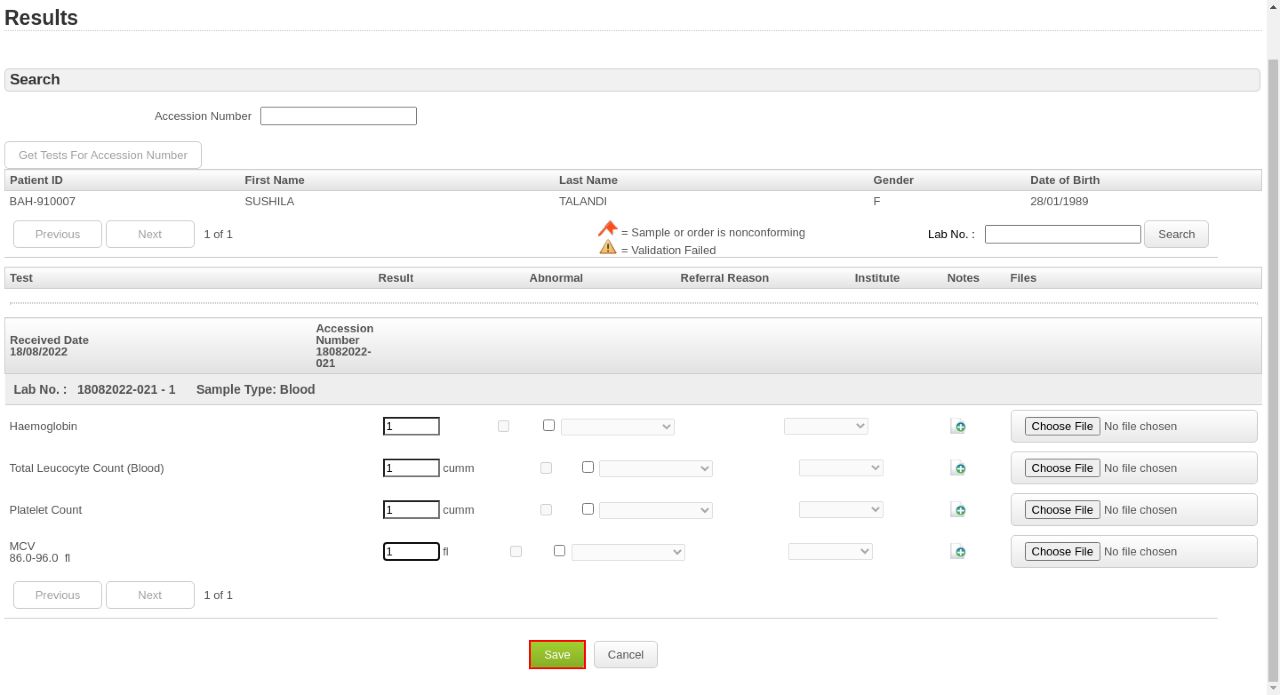 Results
Search
Accession Number
Get Tests For Accession Number
Patient ID First Name Last Name Gender Date of Birth
BAH-910007 SUSHILA TALANDI F 28/01/1989
Previous Next 1 of 1 = Sample or order is nonconforming Lab No. : Search
= Validation Failed
Test Result Abnormal Referral Reason Institute Notes Files
Received Date
18/08/2022
Accession
Number
18082022-
021
Lab No. : 18082022-021 - 1 Sample Type: Blood
Haemoglobin 1 Choose File No file chosen
Total Leucocyte Count (Blood) 1 cumm Choose File No file chosen
Platelet Count 1 cumm Choose File No file chosen
MCV 1 fl Choose File No file chosen
86.0-96.0 fl
Previous Next 1 of 1
Save Cancel